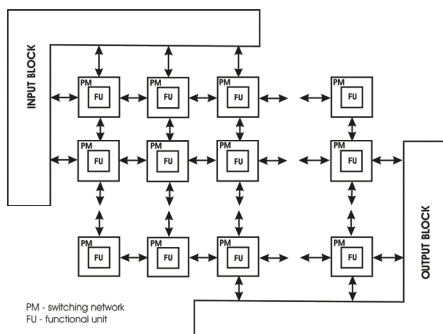 INPUT BLOCK
PM FU PM FU PM FU PM FU
PM FU PM FU PM FU PM FU
PM FU PM FU PM FU PM FU
OUTPUT BLOCK
PM - switching network
FU - functional unit